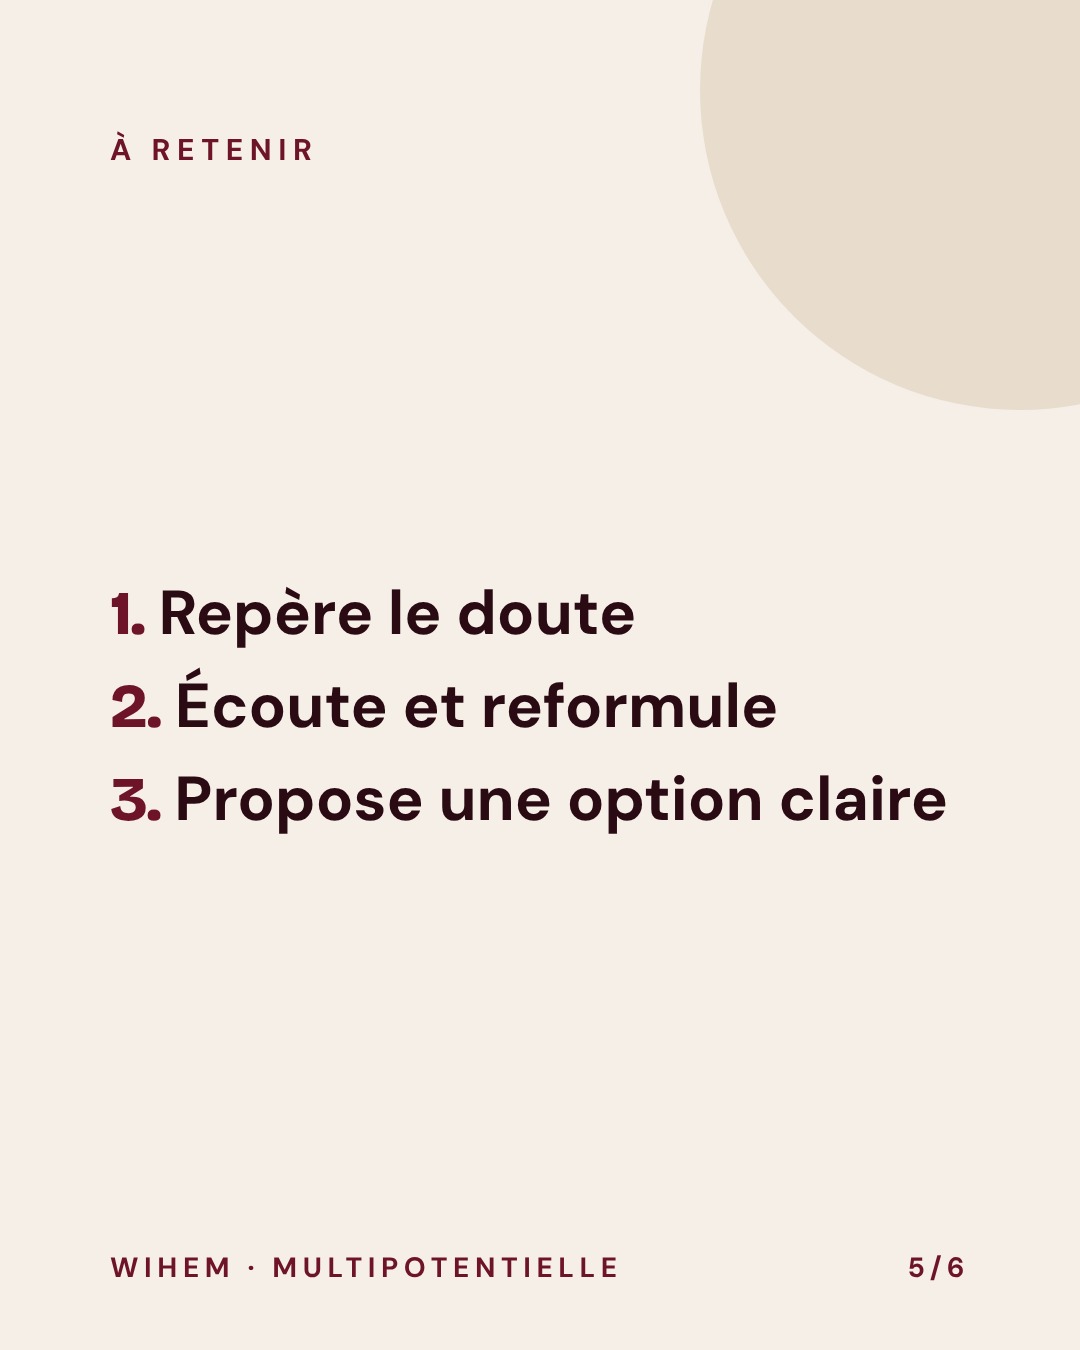 À RETENIR
1. Repère le doute
2. Écoute et reformule
3. Propose une option claire
WIHEM · MULTIPOTENTIELLE
5/6